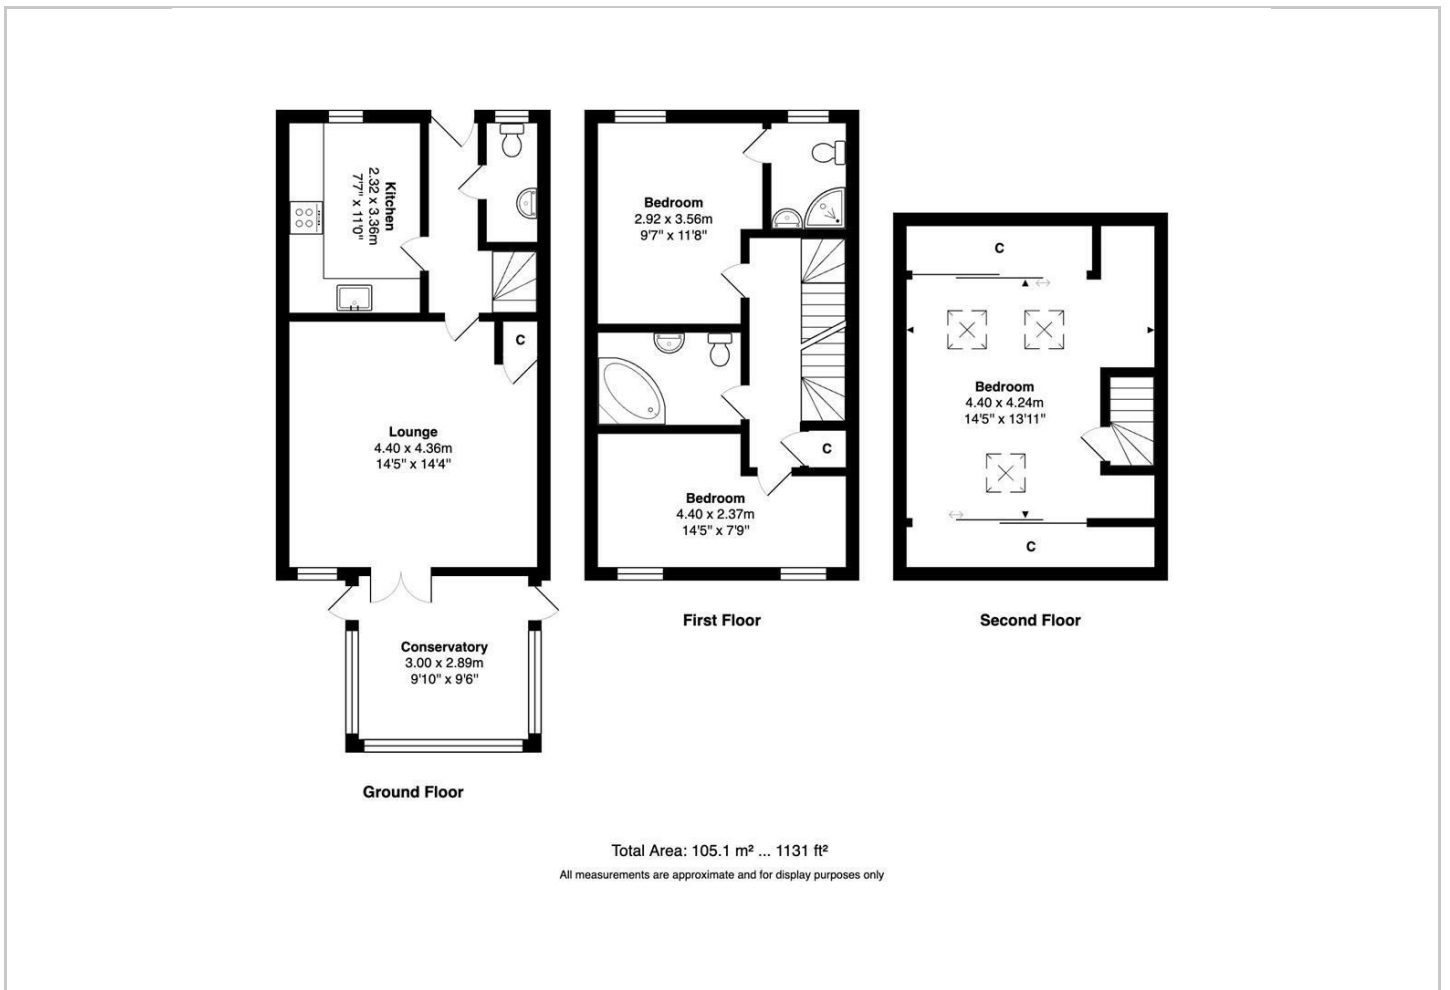 Kitchen
2.32 x 3.36m
7'7" x 11'0"
C
Lounge
4.40 x 4.36m
14'5" x 14'4"
Conservatory
3.00 x 2.89m
9'10" x 9'6"
Ground Floor
Bedroom
2.92 x 3.56m
9'7" x 11'8"
C
Bedroom
4.40 x 2.37m
14'5" x 7'9"
First Floor
C
Bedroom
4.40 x 4.24m
14'5" x 13'11"
C
Second Floor
Total Area: 105.1 m² ... 1131 ft²
All measurements are approximate and for display purposes only